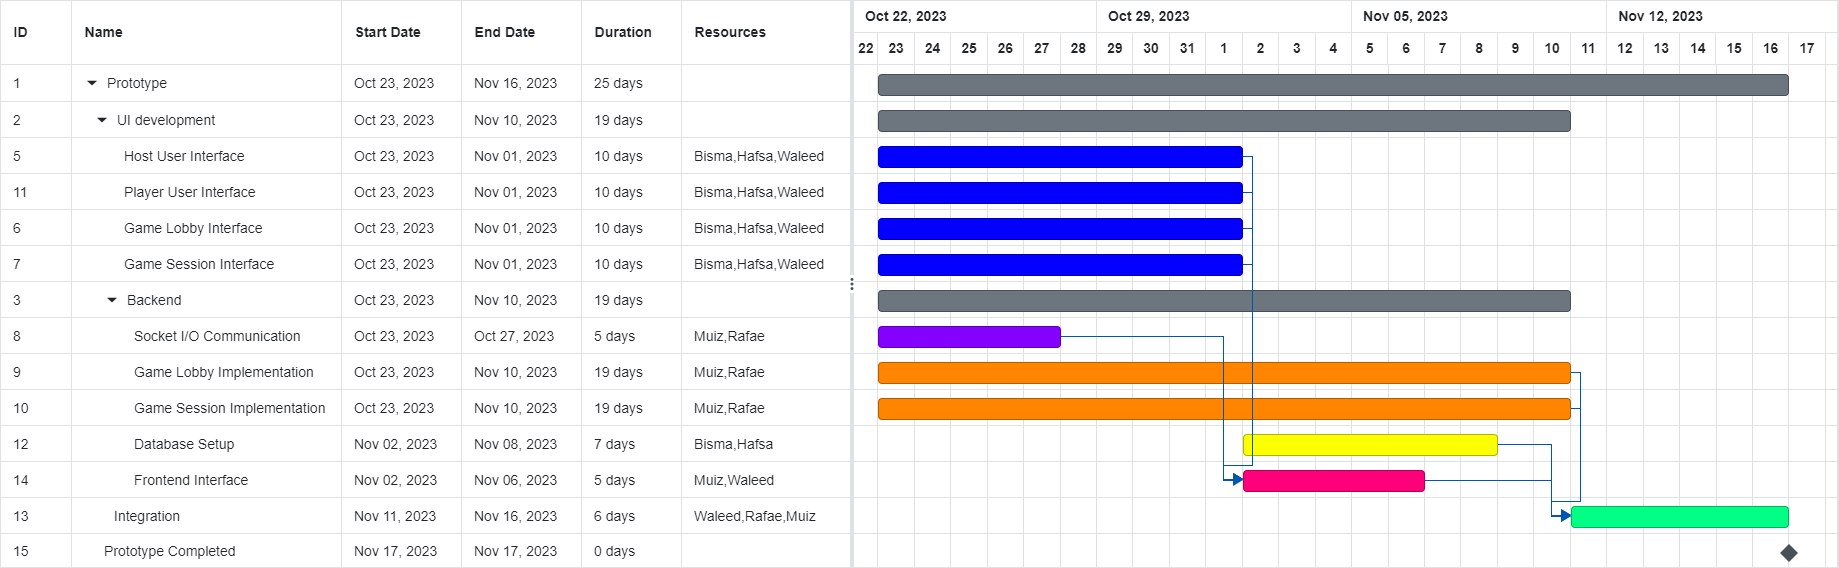 ID Name Start Date End Date Duration Resources
Oct 22, 2023 Oct 29, 2023 Nov 05, 2023 Nov 12, 2023
22 23 24 25 26 27 28 29 30 31 1 2 3 4 5 6 7 8 9 10 11 12 13 14 15 16 17
1 Prototype Oct 23, 2023 Nov 16, 2023 25 days
2 UI development Oct 23, 2023 Nov 10, 2023 19 days
5 Host User Interface Oct 23, 2023 Nov 01, 2023 10 days Bisma,Hafsa,Waleed
11 Player User Interface Oct 23, 2023 Nov 01, 2023 10 days Bisma,Hafsa,Waleed
6 Game Lobby Interface Oct 23, 2023 Nov 01, 2023 10 days Bisma,Hafsa,Waleed
7 Game Session Interface Oct 23, 2023 Nov 01, 2023 10 days Bisma,Hafsa,Waleed
3 Backend Oct 23, 2023 Nov 10, 2023 19 days
8 Socket I/O Communication Oct 23, 2023 Oct 27, 2023 5 days Muiz,Rafae
9 Game Lobby Implementation Oct 23, 2023 Nov 10, 2023 19 days Muiz,Rafae
10 Game Session Implementation Oct 23, 2023 Nov 10, 2023 19 days Muiz,Rafae
12 Database Setup Nov 02, 2023 Nov 08, 2023 7 days Bisma,Hafsa
14 Frontend Interface Nov 02, 2023 Nov 06, 2023 5 days Muiz,Waleed
13 Integration Nov 11, 2023 Nov 16, 2023 6 days Waleed,Rafae,Muiz
15 Prototype Completed Nov 17, 2023 Nov 17, 2023 0 days